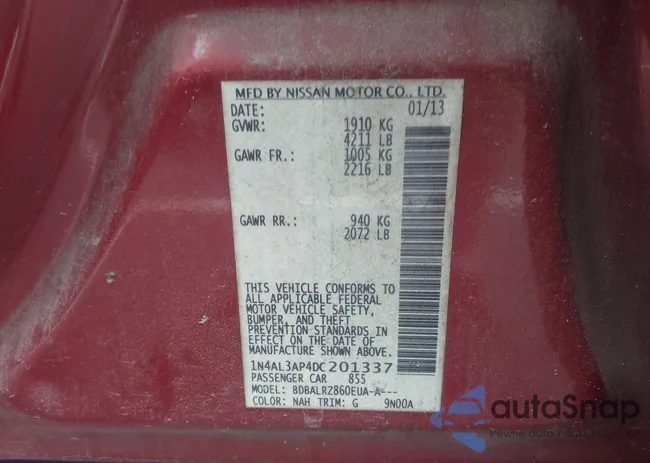 MFD BY NISSAN MOTOR CO., LTD.
DATE: 01/13
GVWR: 1910 KG
4211 LB
GAWR FR.: 1005 KG
2216 LB
GAWR RR.: 940 KG
2072 LB
THIS VEHICLE CONFORMS TO
ALL APPLICABLE FEDERAL
MOTOR VEHICLE SAFETY,
BUMPER, AND THEFT
PREVENTION STANDARDS IN
EFFECT ON THE DATE OF
MANUFACTURE SHOWN ABOVE.
1N4AL3AP4DC201337
PASSENGER CAR 855
MODEL: BDBALRZ860EUA-A---
COLOR: NAH TRIM: G 9N00A
autoSnap
Pewne auta z